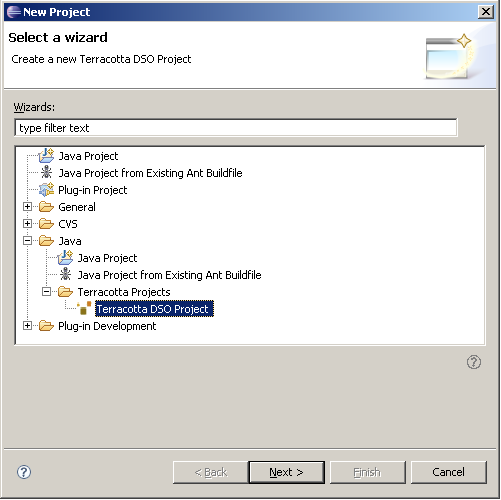 New Project
Select a wizard
Create a new Terracotta DSO Project
Wizards:
type filter text
Java Project
Java Project from Existing Ant Buildfile
Plug-in Project
General
CVS
Java
Java Project
Java Project from Existing Ant Buildfile
Terracotta Projects
Terracotta DSO Project
Plug-in Development
?
? < Back Next > Finish Cancel